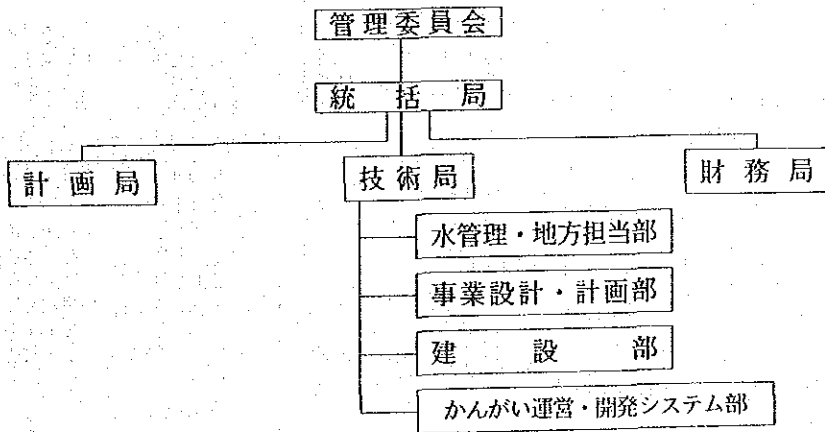 管理委員会
統括局
計画局
技術局
財務局
水管理・地方担当部
事業設計・計画部
建設部
かんがい運営・開発システム部